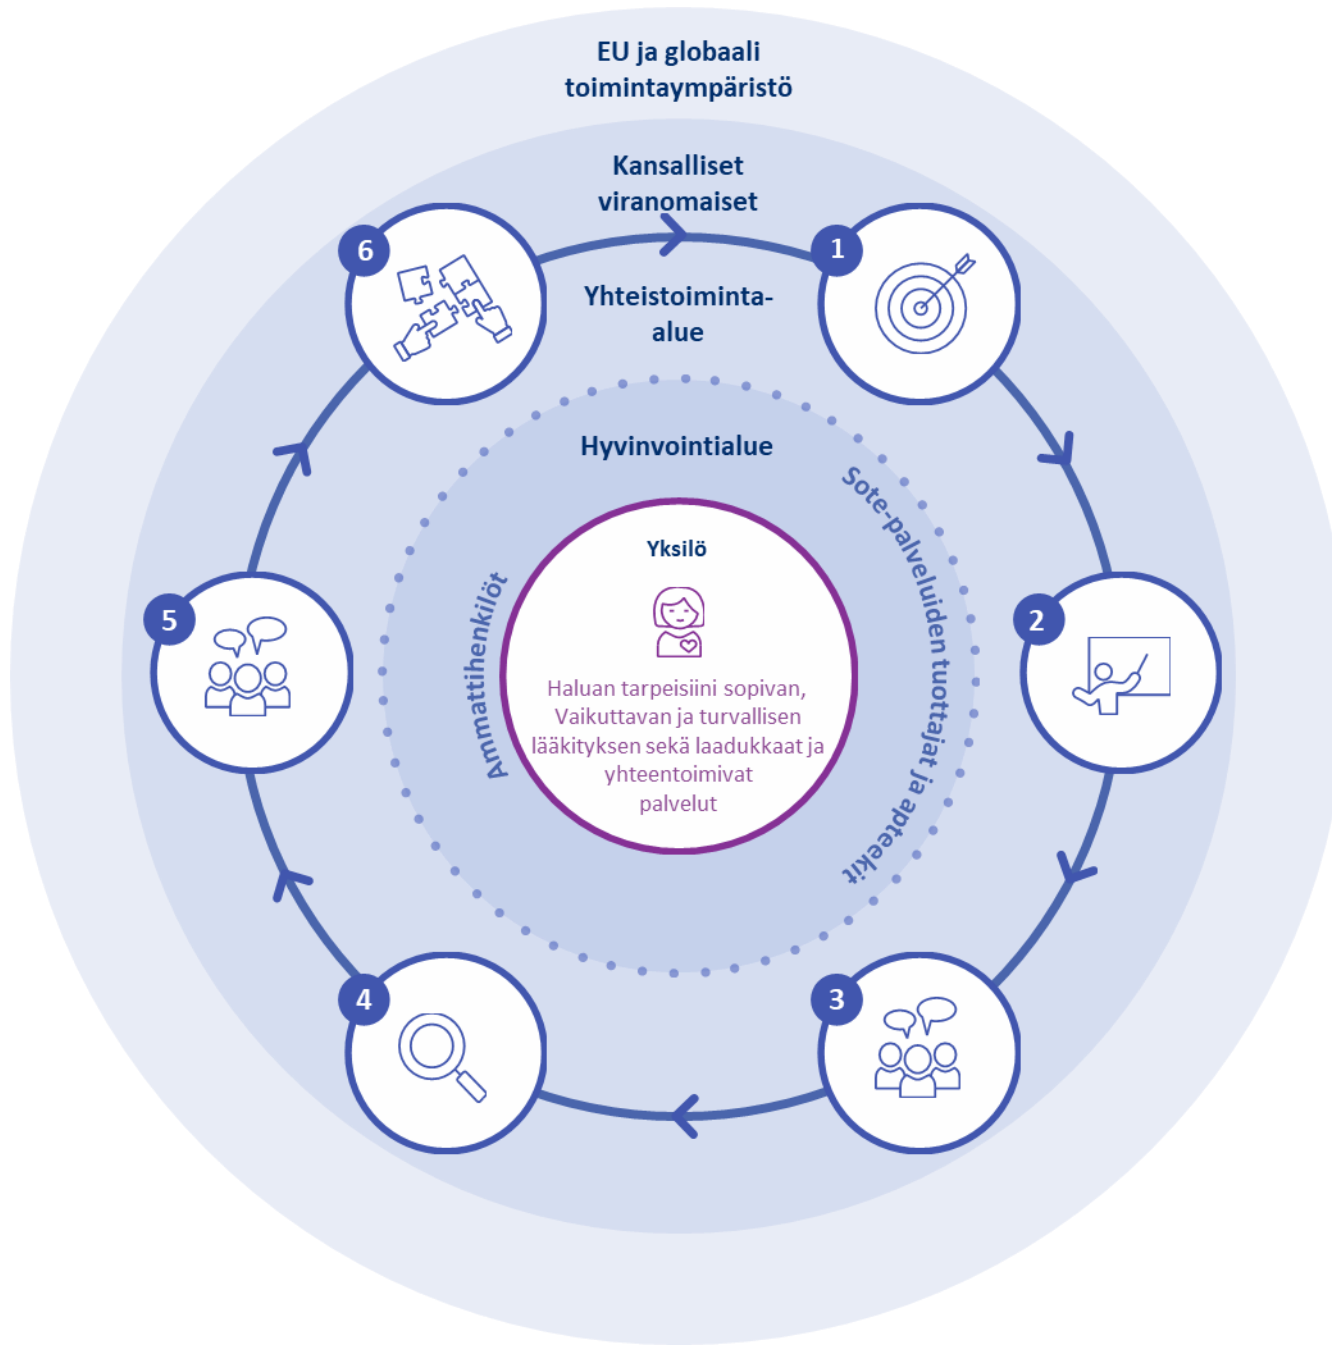 EU ja globaali
toimintaympäristö
Kansalliset
viranomaiset
6
1
Yhteistoiminta-
alue
Hyvinvointialue
Sote-palveluiden tuottajat ja apteekit
Yksilö
Ammattihenkilöt
5
2
Haluan tarpeisiini sopivan,
Vaikuttavan ja turvallisen
lääkityksen sekä laadukkaat ja
yhteentoimivat
palvelut
4
3